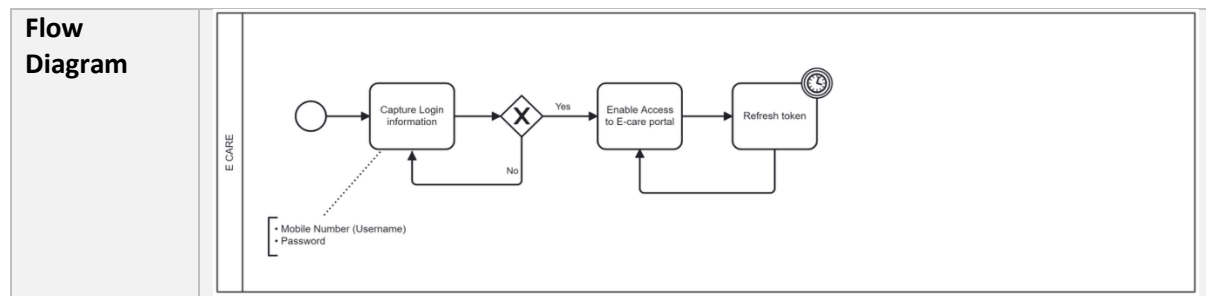 Flow
Diagram
E CARE
Capture Login
information
X
Yes
No
Enable Access
to E-care portal
Refresh token
• Mobile Number (Username)
• Password